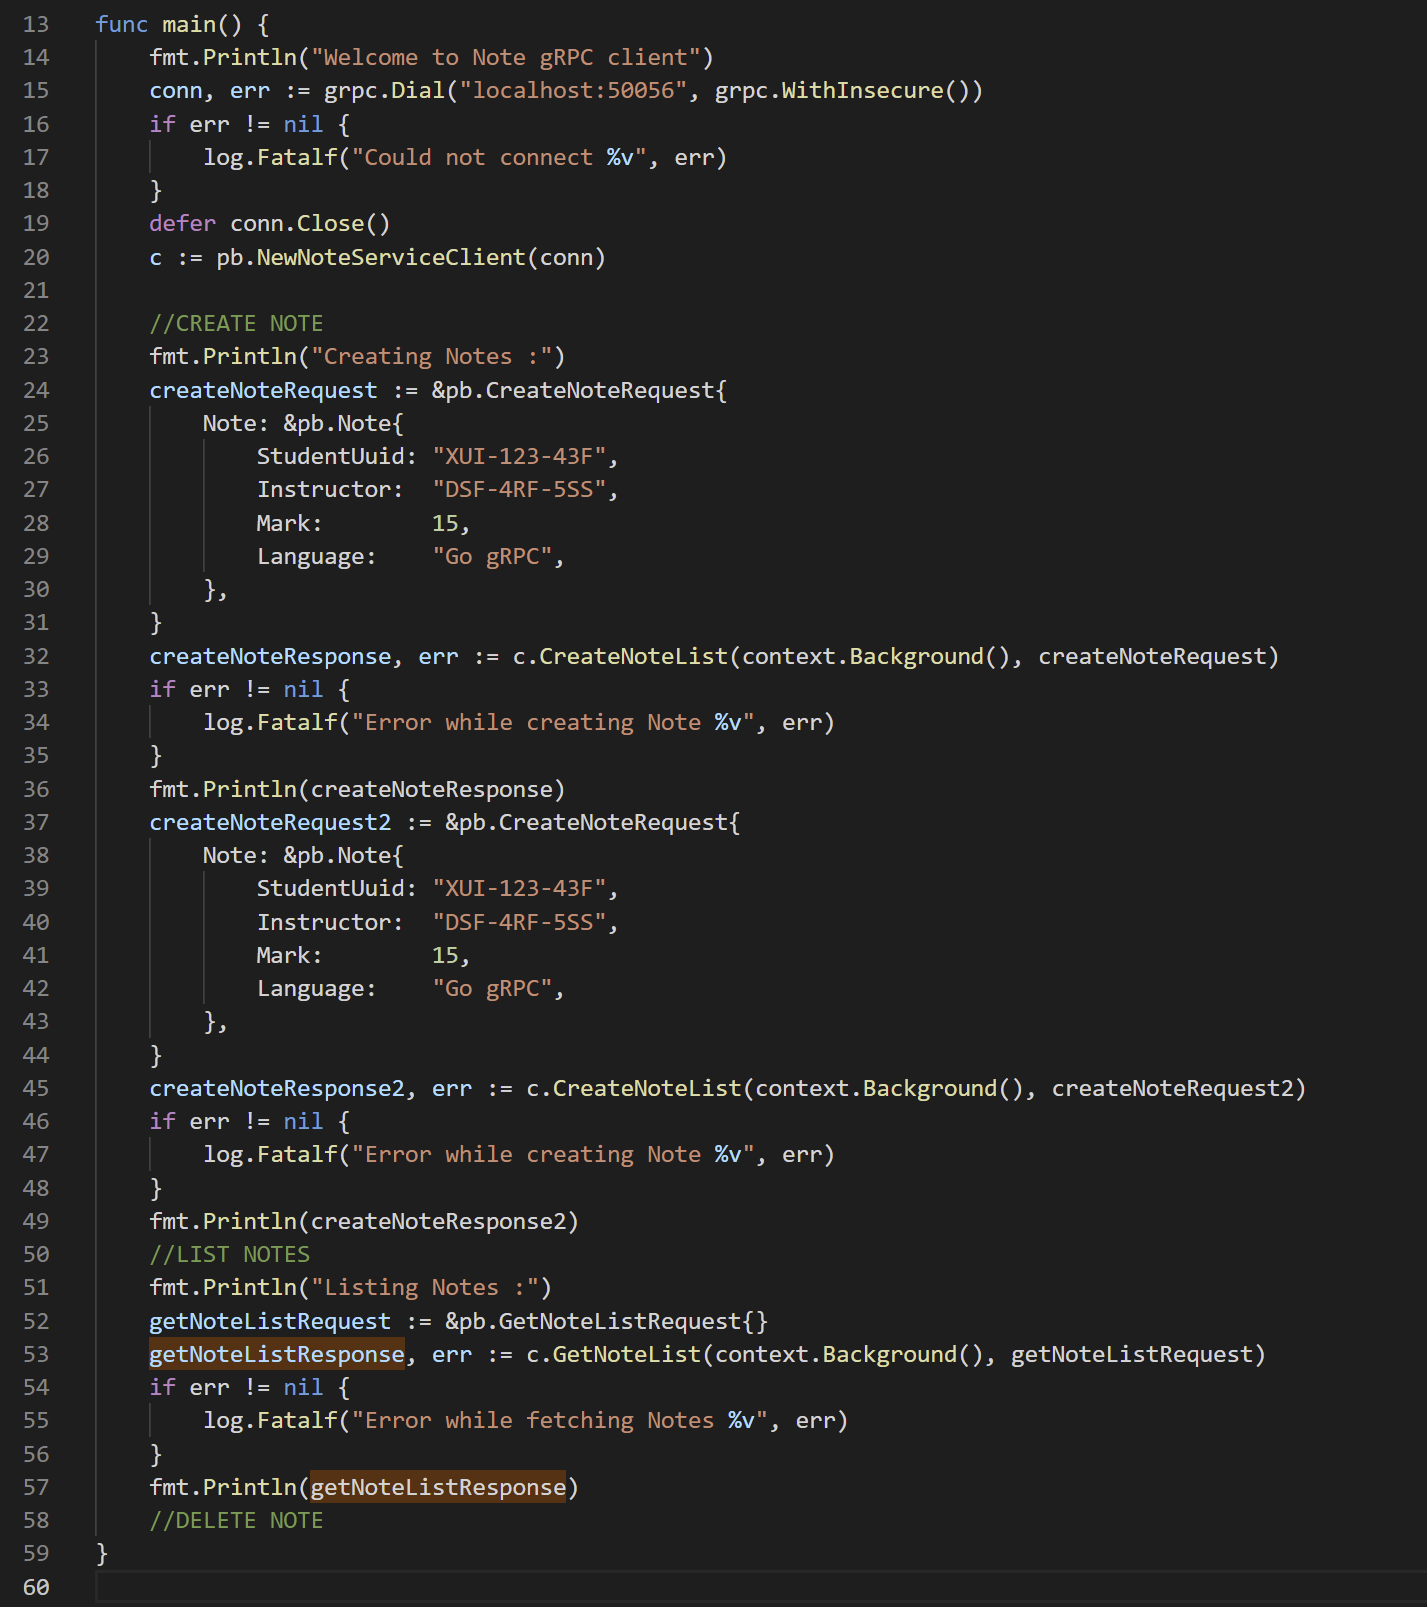 13 func main() {
14     fmt.Println("Welcome to Note gRPC client")
15     conn, err := grpc.Dial("localhost:50056", grpc.WithInsecure())
16     if err != nil {
17         log.Fatalf("Could not connect %v", err)
18     }
19     defer conn.Close()
20     c := pb.NewNoteServiceClient(conn)
21
22     //CREATE NOTE
23     fmt.Println("Creating Notes :")
24     createNoteRequest := &pb.CreateNoteRequest{
25         Note: &pb.Note{
26             StudentUuid: "XUI-123-43F",
27             Instructor:  "DSF-4RF-5SS",
28             Mark:        15,
29             Language:    "Go gRPC",
30         },
31     }
32     createNoteResponse, err := c.CreateNoteList(context.Background(), createNoteRequest)
33     if err != nil {
34         log.Fatalf("Error while creating Note %v", err)
35     }
36     fmt.Println(createNoteResponse)
37     createNoteRequest2 := &pb.CreateNoteRequest{
38         Note: &pb.Note{
39             StudentUuid: "XUI-123-43F",
40             Instructor:  "DSF-4RF-5SS",
41             Mark:        15,
42             Language:    "Go gRPC",
43         },
44     }
45     createNoteResponse2, err := c.CreateNoteList(context.Background(), createNoteRequest2)
46     if err != nil {
47         log.Fatalf("Error while creating Note %v", err)
48     }
49     fmt.Println(createNoteResponse2)
50     //LIST NOTES
51     fmt.Println("Listing Notes :")
52     getNoteListRequest := &pb.GetNoteListRequest{}
53     getNoteListResponse, err := c.GetNoteList(context.Background(), getNoteListRequest)
54     if err != nil {
55         log.Fatalf("Error while fetching Notes %v", err)
56     }
57     fmt.Println(getNoteListResponse)
58     //DELETE NOTE
59 }
60